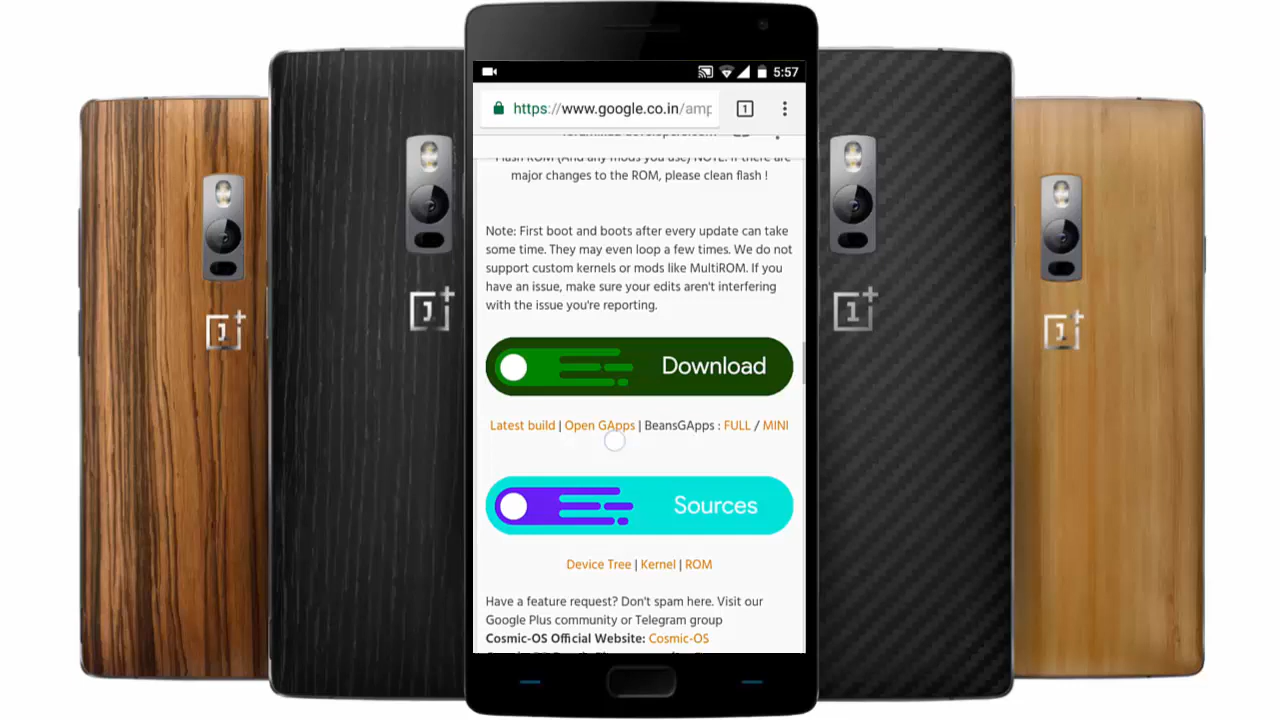 5:57
https://www.google.co.in/amp
1
Flash ROM (And any mods you use) NOTE: If there are
major changes to the ROM, please clean flash !
Note: First boot and boots after every update can take
some time. They may even loop a few times. We do not
support custom kernels or mods like MultiROM. If you
have an issue, make sure your edits aren't interfering
with the issue you're reporting.
Download
Latest build | Open GApps | BeansGApps : FULL / MINI
Sources
Device Tree | Kernel | ROM
Have a feature request? Don't spam here. Visit our
Google Plus community or Telegram group
Cosmic-OS Official Website: Cosmic-OS